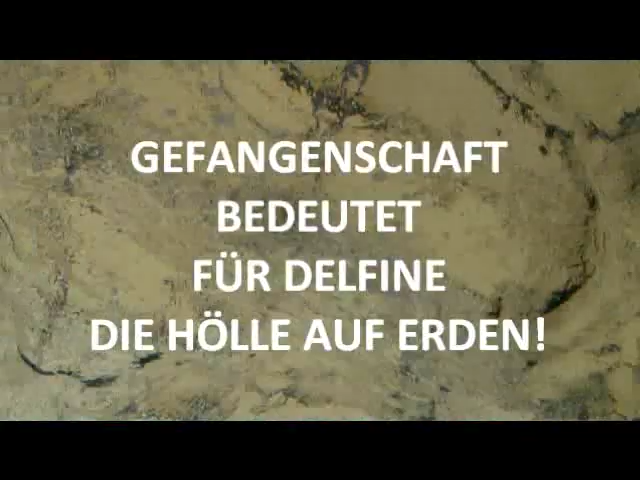 GEFANGENSCHAFT
BEDEUTET
FÜR DELFINE
DIE HÖLLE AUF ERDEN!